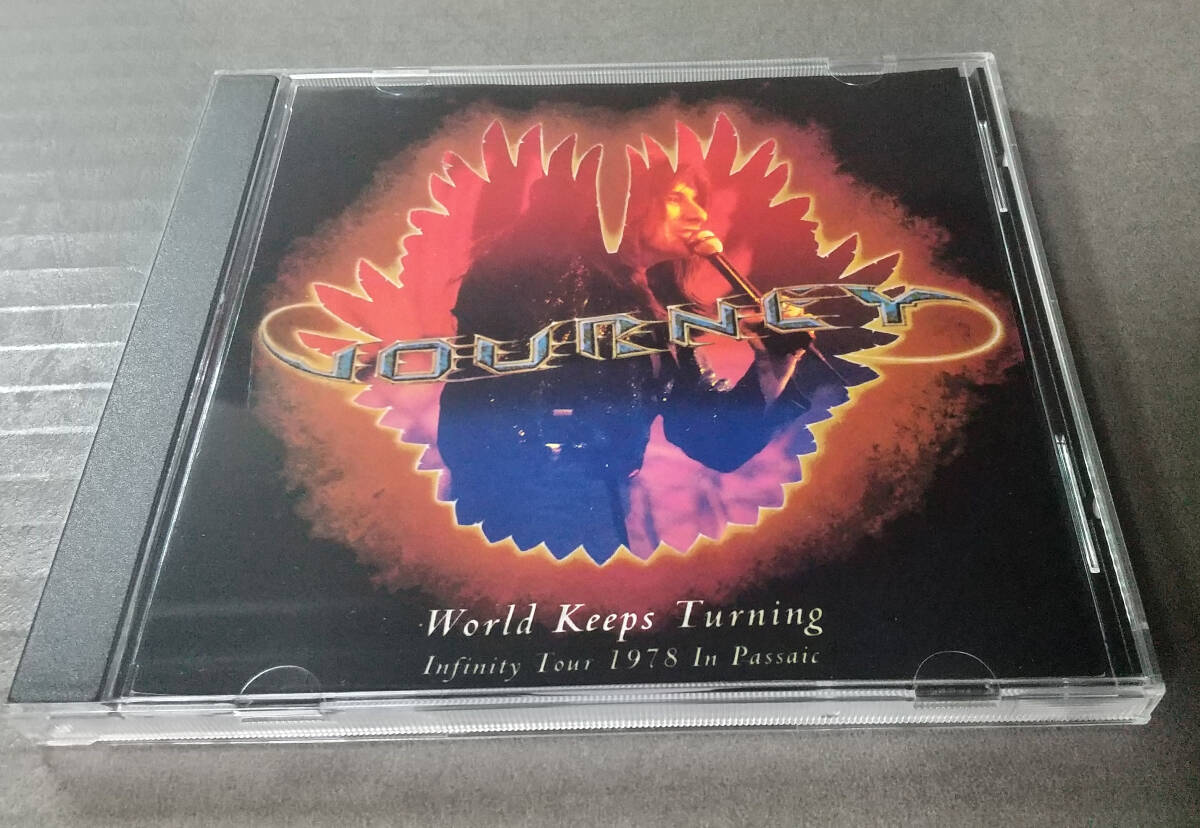 JOURNEY
World Keeps Turning
Infinity Tour 1978 In Passaic